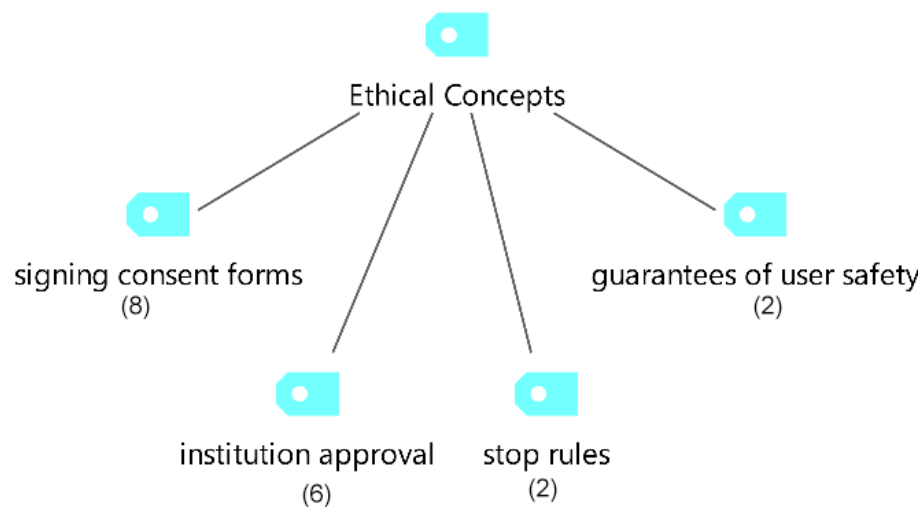 Ethical Concepts
signing consent forms
(8)
guarantees of user safety
(2)
institution approval
(6)
stop rules
(2)